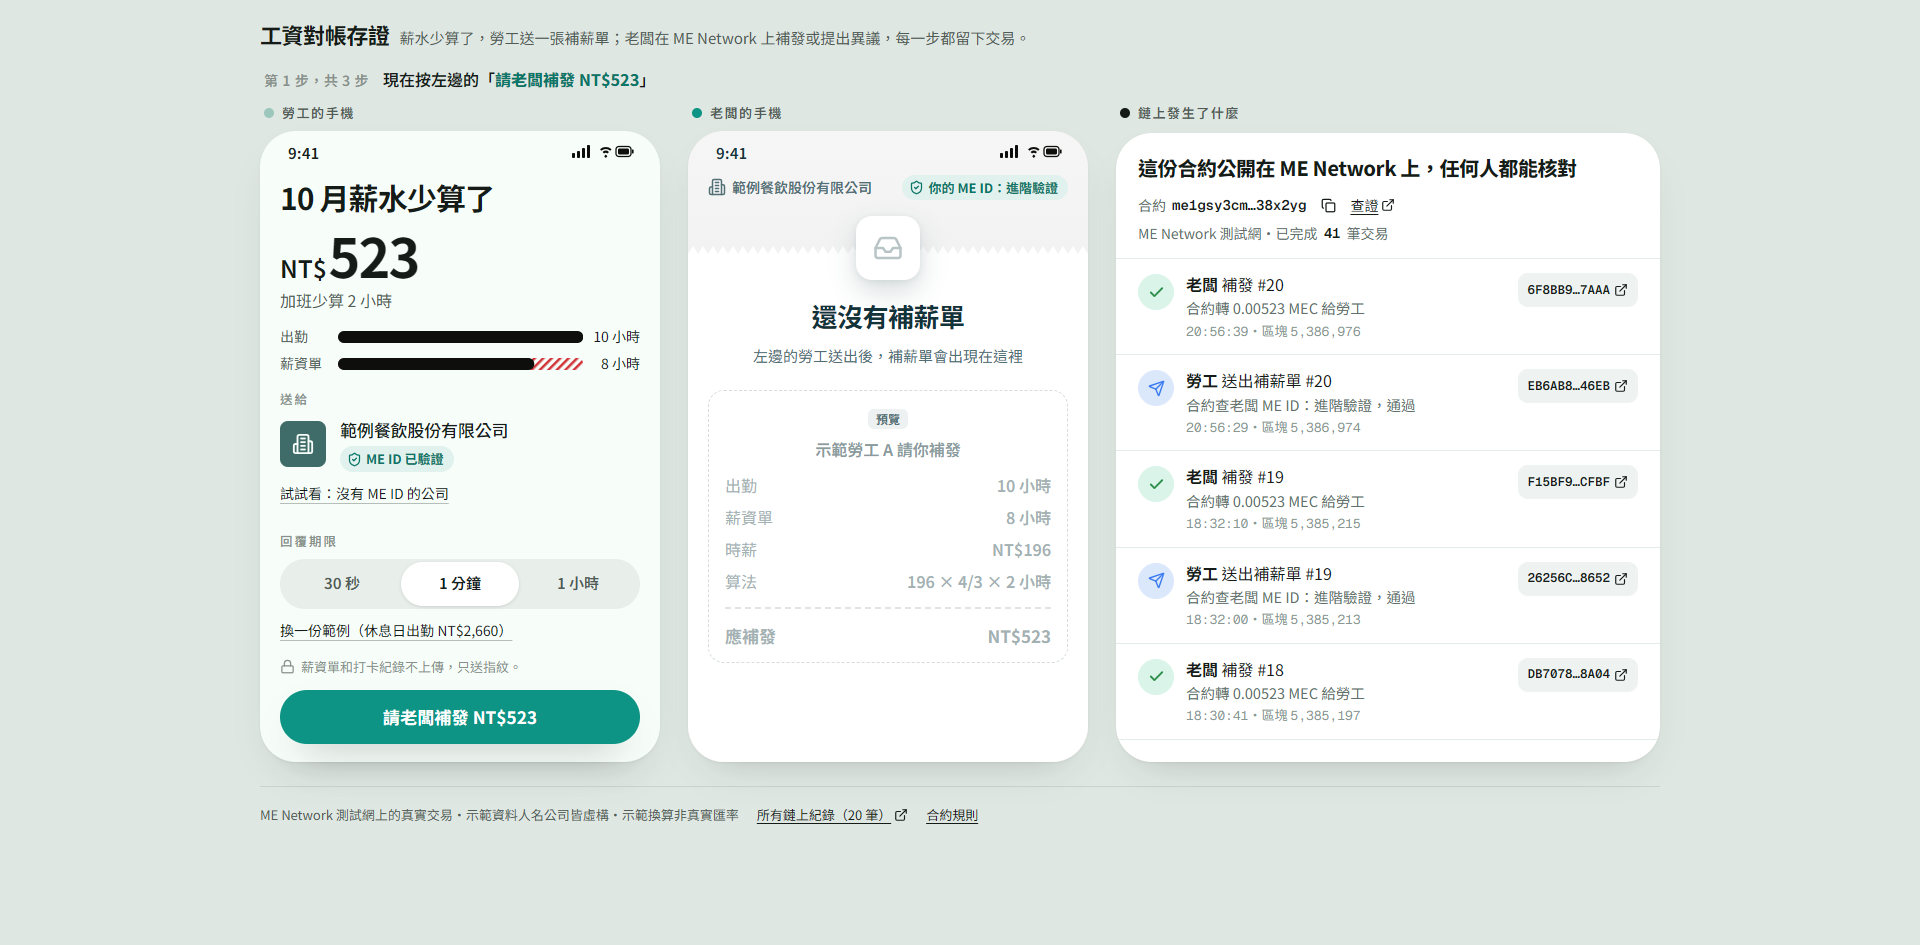 工資對帳存證 薪水少算了，勞工送一張補薪單；老闆在 ME Network 上補發或提出異議，每一步都留下交易。
第 1 步，共 3 步 現在按左邊的「請老闆補發 NT$523」
勞工的手機
9:41
10 月薪水少算了
NT$523
加班少算 2 小時
出勤 10 小時
薪資單 8 小時
送給
範例餐飲股份有限公司
ME ID 已驗證
試試看：沒有 ME ID 的公司
回覆期限
30 秒 1 分鐘 1 小時
換一份範例（休息日出勤 NT$2,660）
薪資單和打卡紀錄不上傳，只送指紋。
請老闆補發 NT$523
老闆的手機
9:41
範例餐飲股份有限公司 你的 ME ID：進階驗證
還沒有補薪單
左邊的勞工送出後，補薪單會出現在這裡
預覽
示範勞工 A 請你補發
出勤 10 小時
薪資單 8 小時
時薪 NT$196
算法 196 × 4/3 × 2 小時
應補發 NT$523
鏈上發生了什麼
這份合約公開在 ME Network 上，任何人都能核對
合約 me1gsy3cm…38x2yg 查證
ME Network 測試網・已完成 41 筆交易
老闆 補發 #20 6F8BB9…7AAA
合約轉 0.00523 MEC 給勞工
20:56:39・區塊 5,386,976
勞工 送出補薪單 #20 EB6AB8…46EB
合約查老闆 ME ID：進階驗證，通過
20:56:29・區塊 5,386,974
老闆 補發 #19 F15BF9…CFBF
合約轉 0.00523 MEC 給勞工
18:32:10・區塊 5,385,215
勞工 送出補薪單 #19 26256C…8652
合約查老闆 ME ID：進階驗證，通過
18:32:00・區塊 5,385,213
老闆 補發 #18 DB7078…8A04
合約轉 0.00523 MEC 給勞工
18:30:41・區塊 5,385,197
ME Network 測試網上的真實交易・示範資料人名公司皆虛構・示範換算非真實匯率 所有鏈上紀錄（20 筆） 合約規則